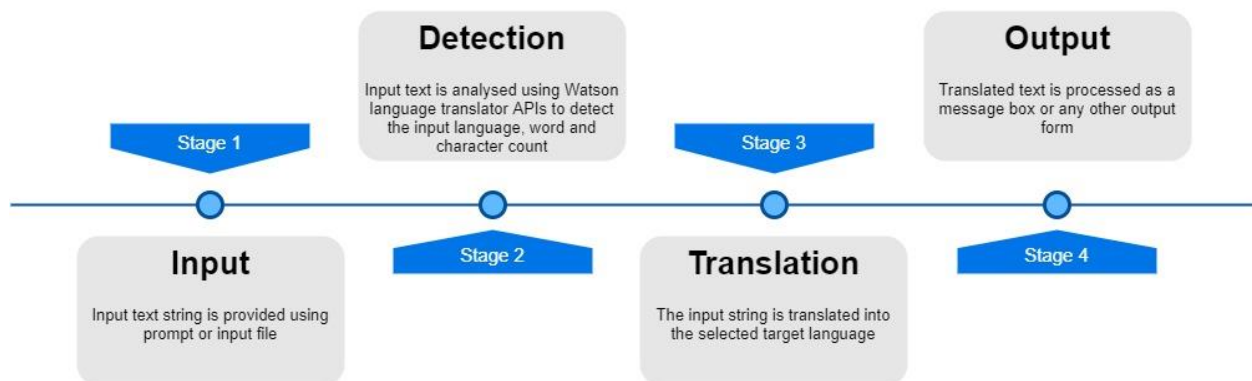 Stage 1
Input
Input text string is provided using
prompt or input file
Detection
Input text is analysed using Watson
language translator APIs to detect
the input language, word and
character count
Stage 2
Stage 3
Translation
The input string is translated into
the selected target language
Output
Translated text is processed as a
message box or any other output
form
Stage 4